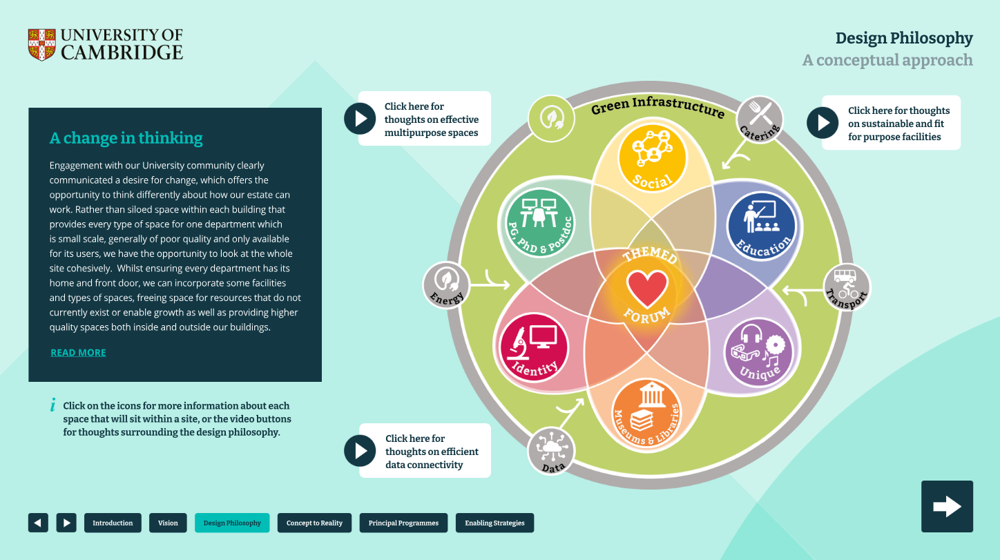 UNIVERSITY OF
CAMBRIDGE
Design Philosophy
A conceptual approach
A change in thinking
Engagement with our University community clearly
communicated a desire for change, which offers the
opportunity to think differently about how our estate can
work. Rather than siloed space within each building that
provides every type of space for one department which
is small scale, generally of poor quality and only available
for its users, we have the opportunity to look at the whole
site cohesively.  Whilst ensuring every department has its
home and front door, we can incorporate some facilities
and types of spaces, freeing space for resources that do not
currently exist or enable growth as well as providing higher
quality spaces both inside and outside our buildings.
READ MORE
i Click on the icons for more information about each
space that will sit within a site, or the video buttons
for thoughts surrounding the design philosophy.
Click here for
thoughts on effective
multipurpose spaces
Click here for thoughts
on sustainable and fit
for purpose facilities
Click here for
thoughts on efficient
data connectivity
Green Infrastructure
Catering
Social
PG, PhD & Postdoc
Education
THEMED
FORUM
Energy
Transport
Identity
Unique
Museums & Libraries
Data
Introduction
Vision
Design Philosophy
Concept to Reality
Principal Programmes
Enabling Strategies